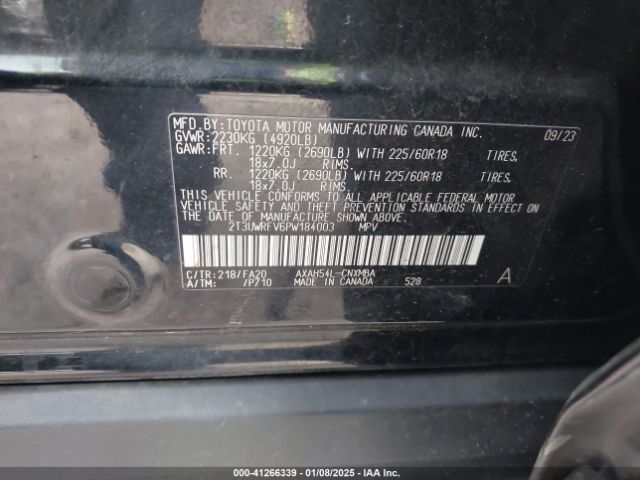 MFD.BY:TOYOTA MOTOR MANUFACTURING CANADA INC. 09/23
GVWR:2230KG (4920LB)
GAWR:FRT. 1220KG (2690LB) WITH 225/60R18 TIRES,
18x7.0J RIMS.
RR. 1220KG (2690LB) WITH 225/60R18 TIRES,
18x7.0J RIMS.
THIS VEHICLE CONFORMS TO ALL APPLICABLE FEDERAL MOTOR
VEHICLE SAFETY AND THEFT PREVENTION STANDARDS IN EFFECT ON
THE DATE OF MANUFACTURE SHOWN ABOVE.
2T3UWRFV6PW184003 MPV
C/TR:218/FA20 AXAH54L-CNXMBA
A/TM: /P710 MADE IN CANADA 528 A
000-41266339 - 01/08/2025 - IAAI.COM